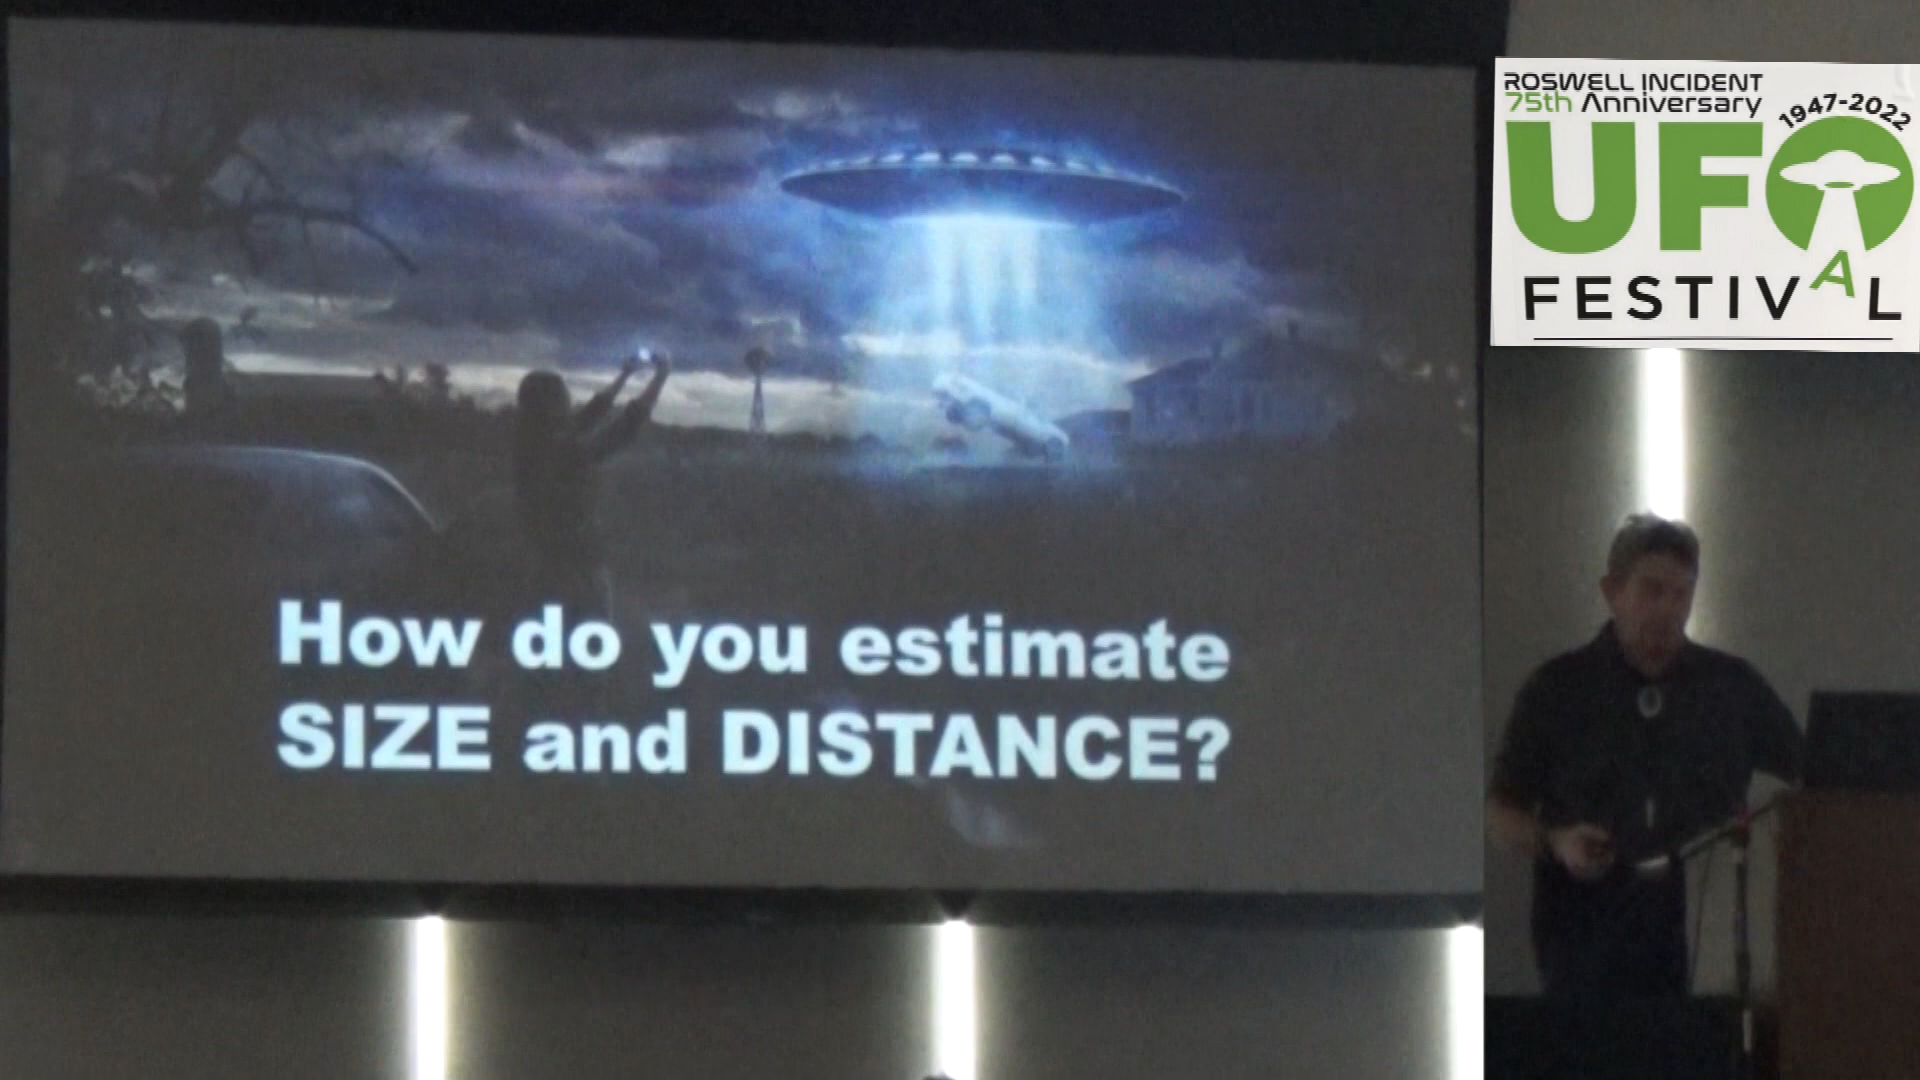 How do you estimate
SIZE and DISTANCE?
ROSWELL INCIDENT
75th Anniversary
1947-2022
UFO
FESTIVAL